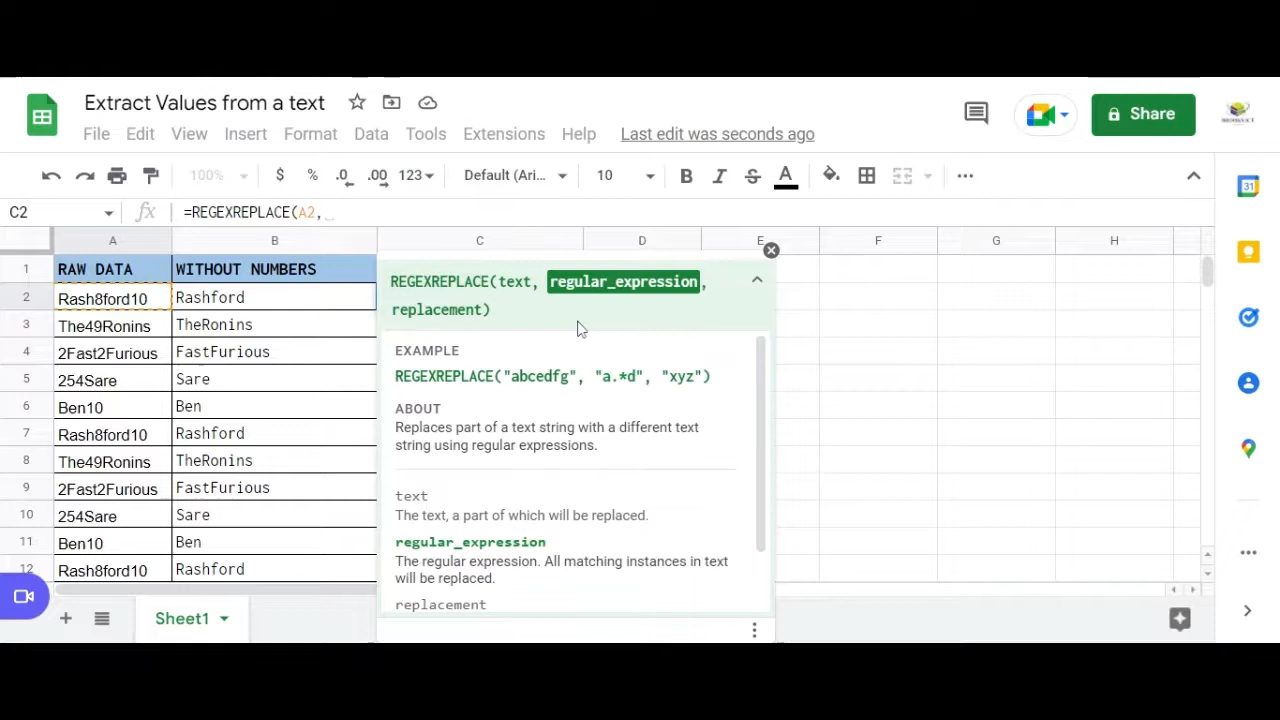 Extract Values from a text
File Edit View Insert Format Data Tools Extensions Help Last edit was seconds ago
Share
100% $ % .0 .00 123 Default (Ari... 10 B I S A
C2 fx =REGEXREPLACE(A2,
A B C D E F G H
1 RAW DATA WITHOUT NUMBERS
2 Rash8ford10 Rashford
3 The49Ronins TheRonins
4 2Fast2Furious FastFurious
5 254Sare Sare
6 Ben10 Ben
7 Rash8ford10 Rashford
8 The49Ronins TheRonins
9 2Fast2Furious FastFurious
10 254Sare Sare
11 Ben10 Ben
12 Rash8ford10 Rashford
REGEXREPLACE(text, regular_expression,
replacement)
EXAMPLE
REGEXREPLACE("abcedfg", "a.*d", "xyz")
ABOUT
Replaces part of a text string with a different text
string using regular expressions.
text
The text, a part of which will be replaced.
regular_expression
The regular expression. All matching instances in text
will be replaced.
replacement
Sheet1
31